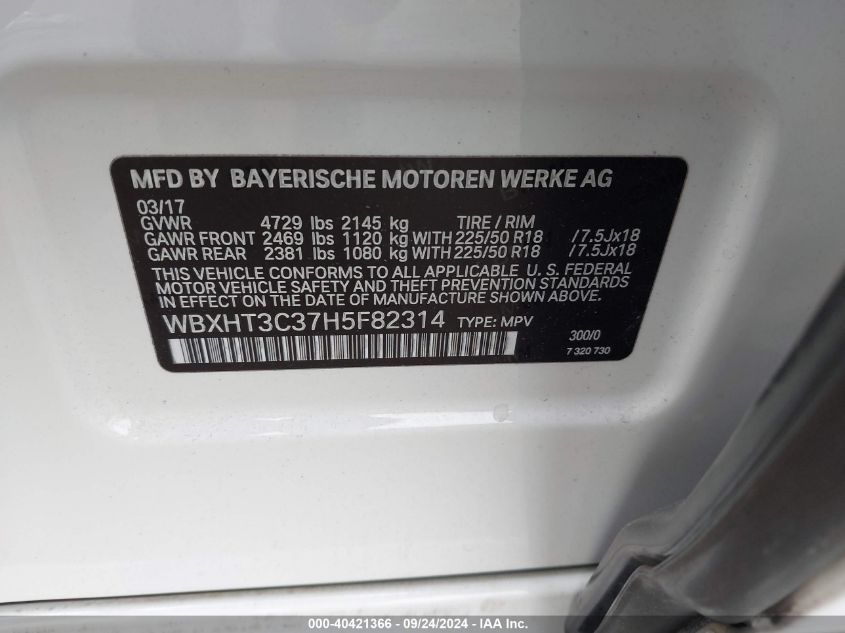 MFD BY BAYERISCHE MOTOREN WERKE AG
03/17
GVWR 4729 lbs 2145 kg TIRE / RIM
GAWR FRONT 2469 lbs 1120 kg WITH 225/50 R18 /7.5Jx18
GAWR REAR 2381 lbs 1080 kg WITH 225/50 R18 /7.5Jx18
THIS VEHICLE CONFORMS TO ALL APPLICABLE U. S. FEDERAL
MOTOR VEHICLE SAFETY AND THEFT PREVENTION STANDARDS
IN EFFECT ON THE DATE OF MANUFACTURE SHOWN ABOVE.
WBXHT3C37H5F82314 TYPE: MPV
300/0
7 320 730
000-40421366 - 09/24/2024 - IAA Inc.